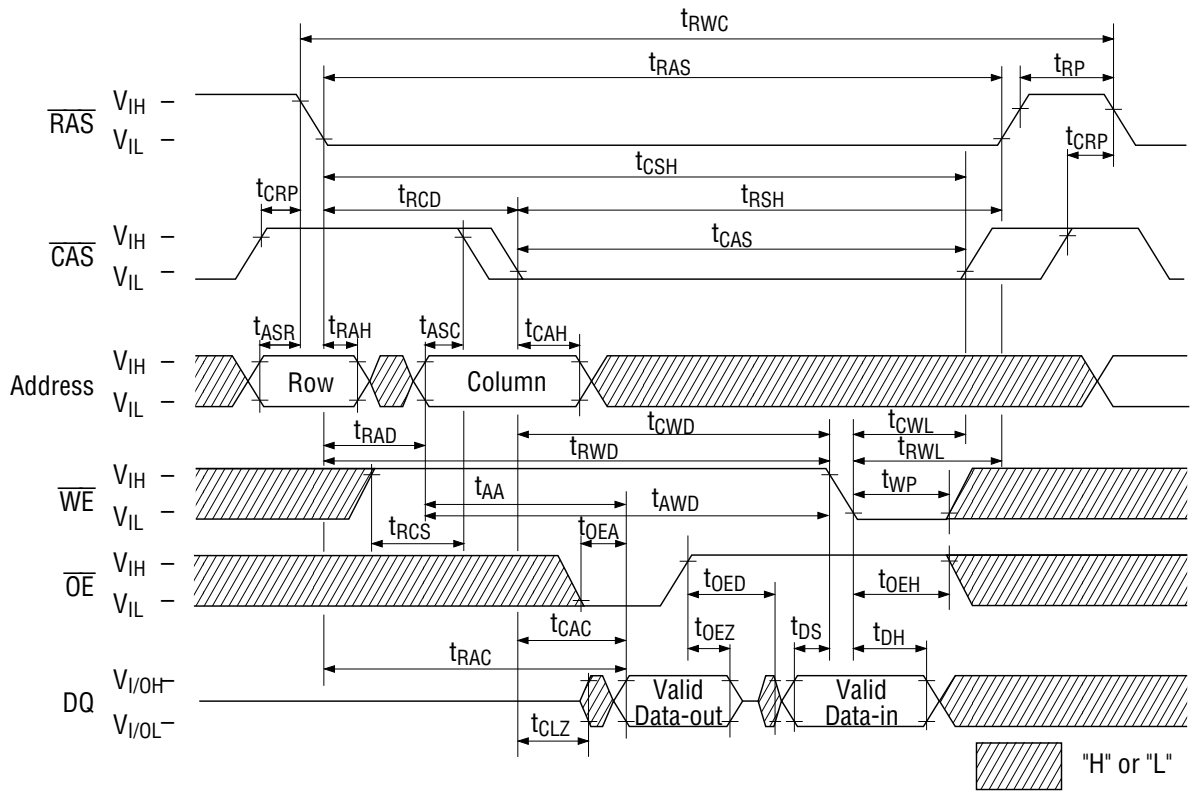 tRWC
tRAS
tRP
RAS
VIH
VIL
tCRP
tCSH
tCRP
tRCD
tRSH
CAS
VIH
VIL
tCAS
tASR
tRAH
tASC
tCAH
Address
VIH
VIL
Row
Column
tCWD
tCWL
tRAD
tRWD
tRWL
WE
VIH
VIL
tAA
tWP
tAWD
tRCS
tOEA
OE
VIH
VIL
tOED
tOEH
tCAC
tOEZ
tDS
tDH
tRAC
DQ
VI/OH
VI/OL
Valid
Data-out
Valid
Data-in
tCLZ
"H" or "L"